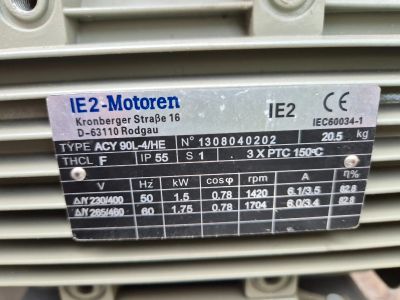 IE2-Motoren
Kronberger Straße 16
D-63110 Rodgau
IE2 CE
IEC60034-1
TYPE ACY 90L-4/HE N° 1308040202 20.5 kg
THCL F IP 55 S 1 3 X PTC 150°C
V Hz kW cosφ rpm A η%
Δ/Y 230/400 50 1.5 0.78 1420 6.1/3.5 82.8
Δ/Y 265/460 60 1.75 0.78 1704 6.0/3.4 82.8